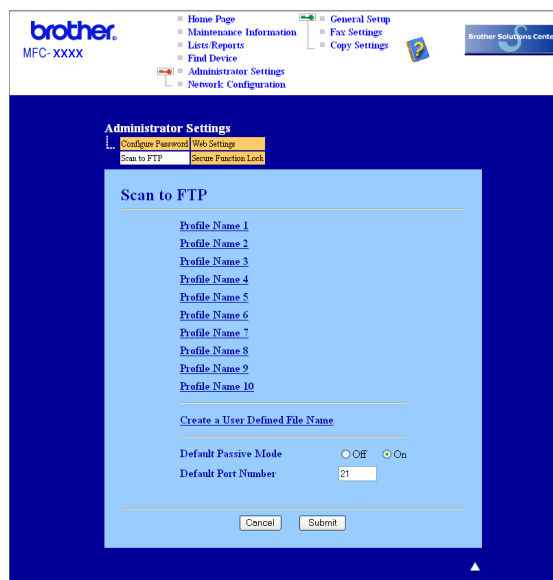 brother.
MFC- XXXX
Home Page
Maintenance Information
Lists/Reports
Find Device
Administrator Settings
Network Configuration
General Setup
Fax Settings
Copy Settings
Brother Solutions Cente
Administrator Settings
Configure Password Web Settings
Scan to FTP Secure Function Lock
Scan to FTP
Profile Name 1
Profile Name 2
Profile Name 3
Profile Name 4
Profile Name 5
Profile Name 6
Profile Name 7
Profile Name 8
Profile Name 9
Profile Name 10
Create a User Defined File Name
Default Passive Mode Off On
Default Port Number 21
Cancel Submit